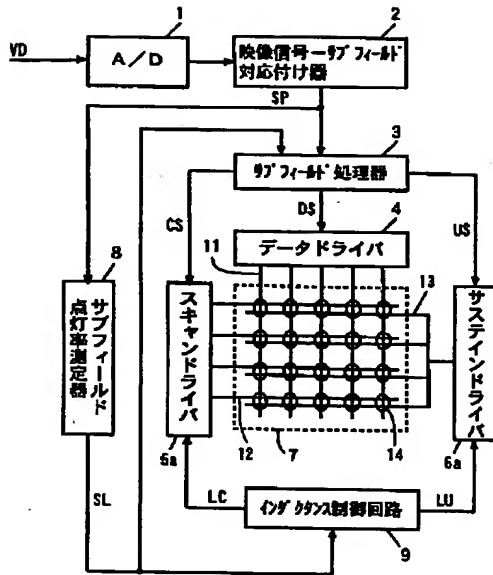 1
2
VD
A/D
映像信号-サブフィールド
対応付け器
SP
3
サブフィールド処理器
CS
DS
US
4
データドライバ
8
11
13
サブフィールド
点灯率測定器
スキャンドライバ
サステインドライバ
5a
12
7
14
6a
SL
LC
LU
インダクタンス制御回路
9